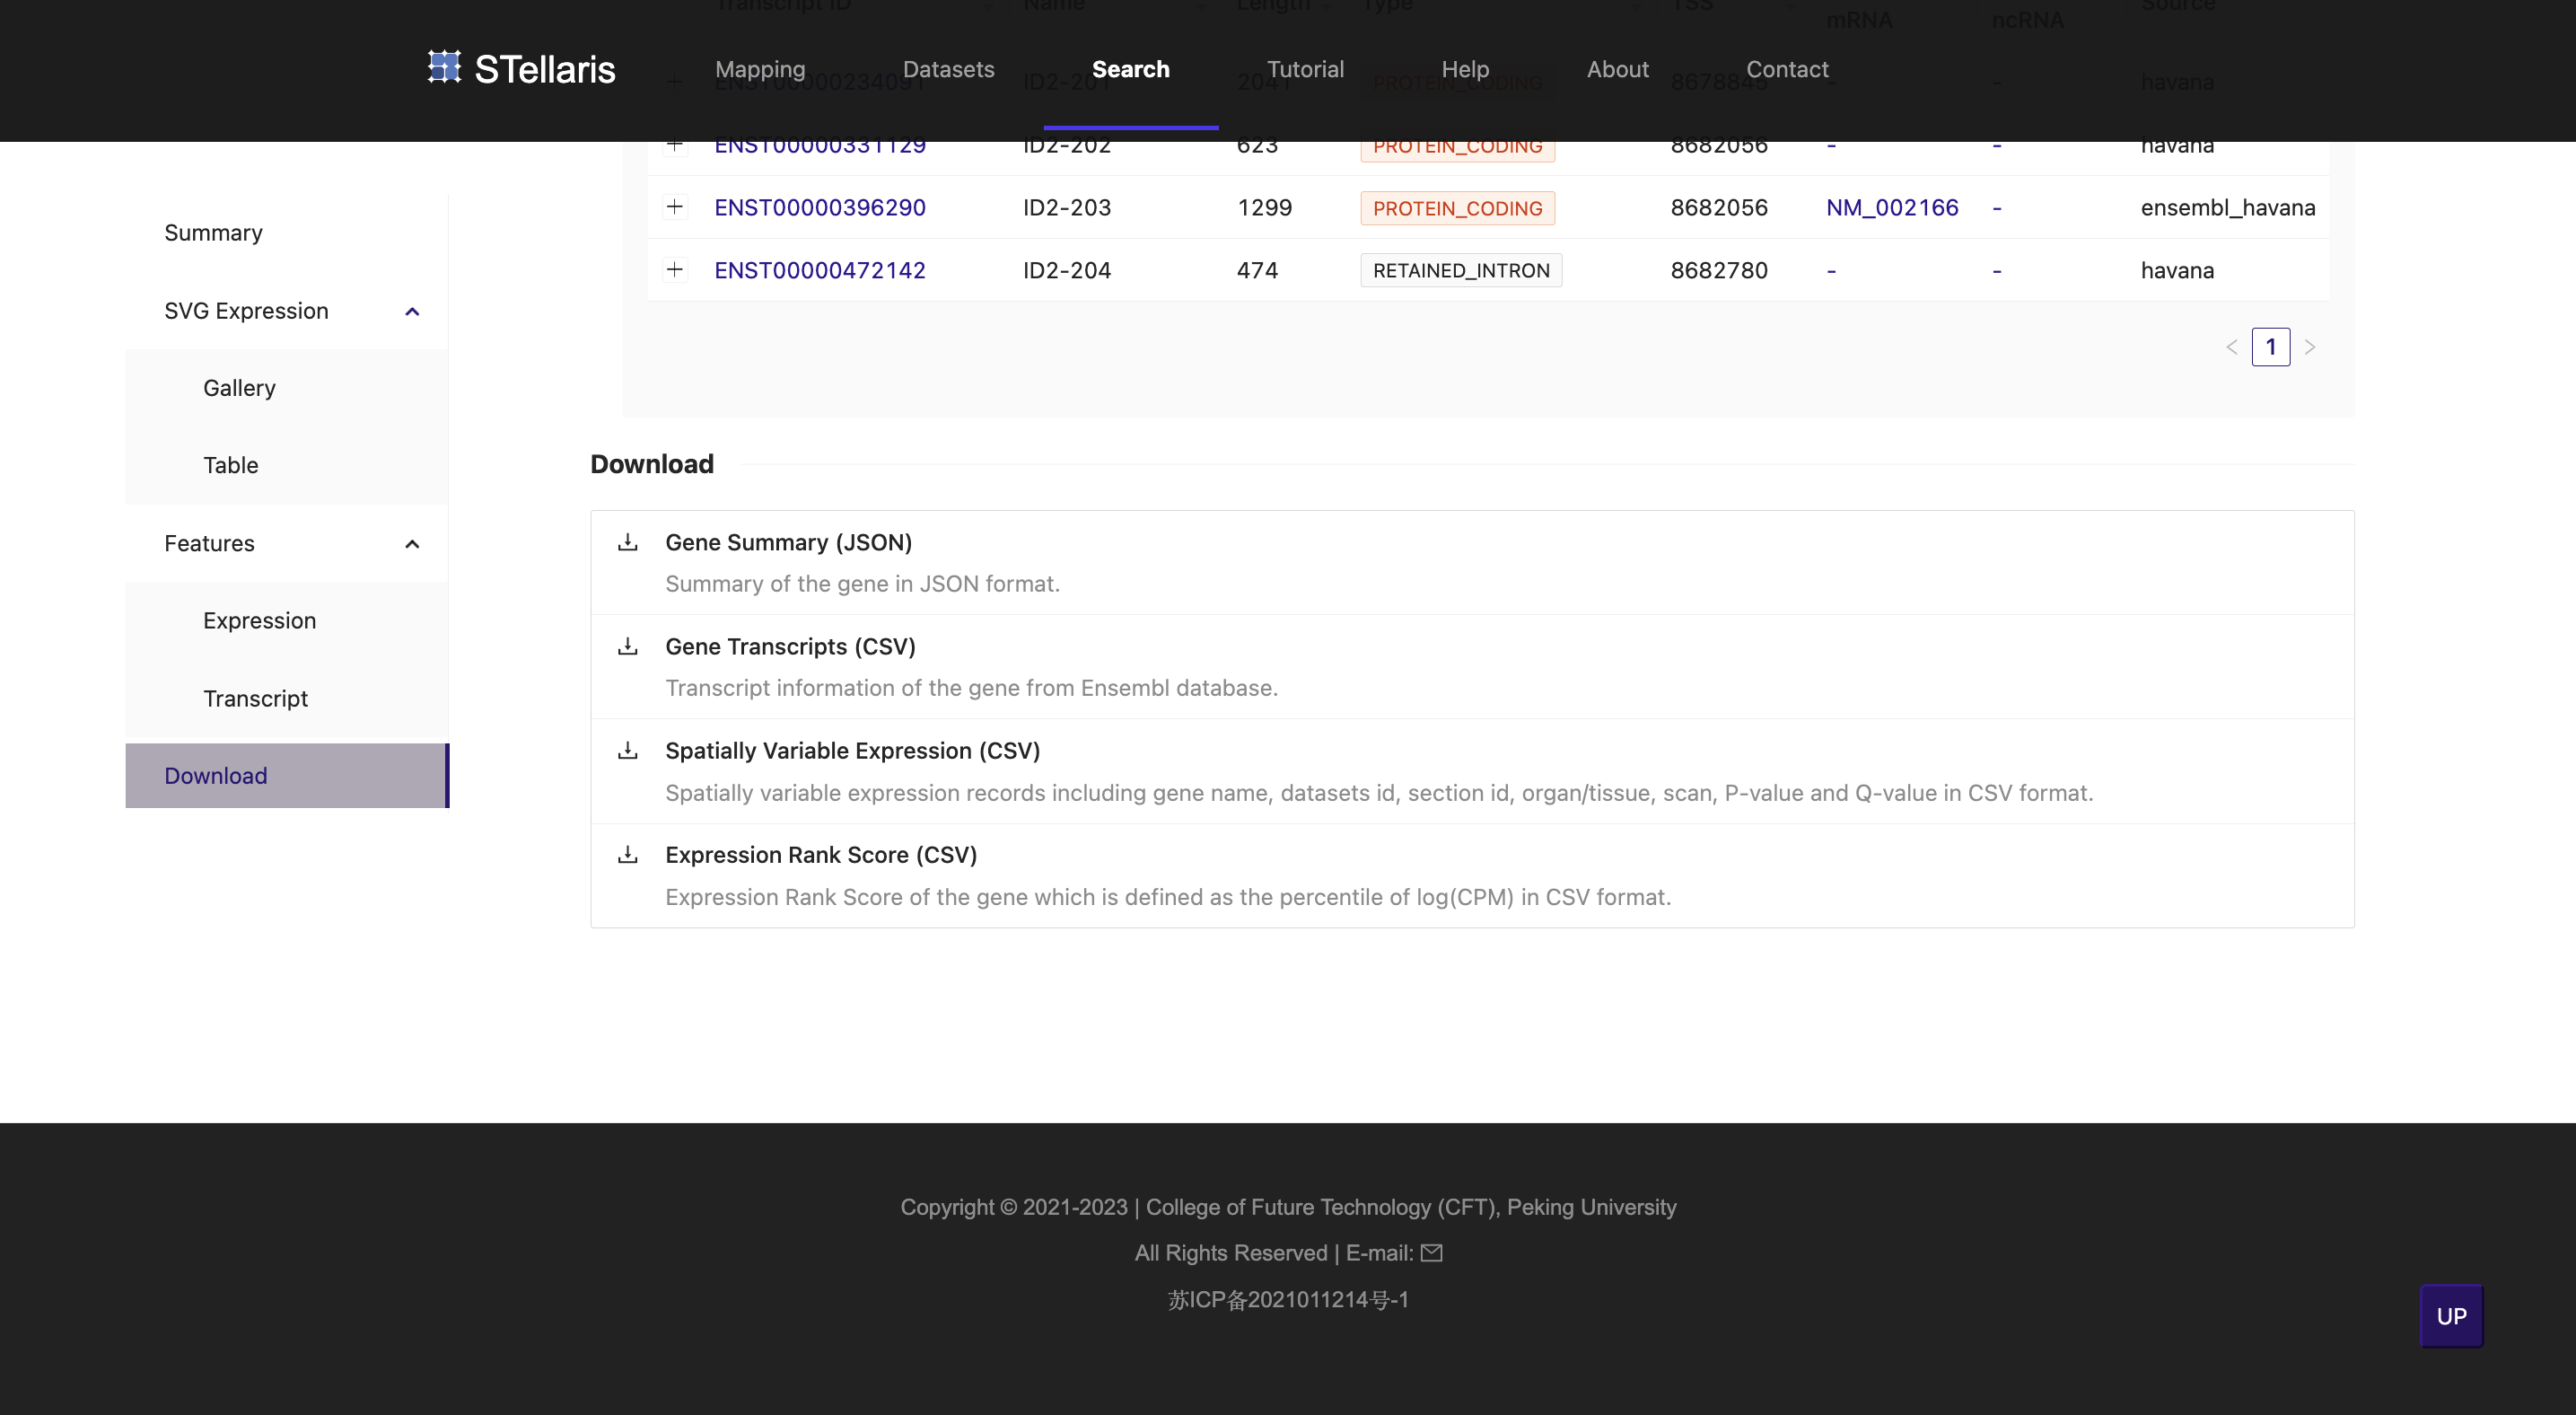 Transcript ID Name Length Type TSS mRNA ncRNA Source
STellaris Mapping Datasets Search Tutorial Help About Contact
ENST00000234091 ID2-201 2041 PROTEIN_CODING 8678845 - - havana
ENST00000331129 ID2-202 623 PROTEIN_CODING 8682056 - - havana
ENST00000396290 ID2-203 1299 PROTEIN_CODING 8682056 NM_002166 - ensembl_havana
ENST00000472142 ID2-204 474 RETAINED_INTRON 8682780 - - havana
< 1 >
Summary
SVG Expression
Gallery
Table
Features
Expression
Transcript
Download
Download
Gene Summary (JSON)
Summary of the gene in JSON format.
Gene Transcripts (CSV)
Transcript information of the gene from Ensembl database.
Spatially Variable Expression (CSV)
Spatially variable expression records including gene name, datasets id, section id, organ/tissue, scan, P-value and Q-value in CSV format.
Expression Rank Score (CSV)
Expression Rank Score of the gene which is defined as the percentile of log(CPM) in CSV format.
Copyright © 2021-2023 | College of Future Technology (CFT), Peking University
All Rights Reserved | E-mail:
苏ICP备2021011214号-1
UP